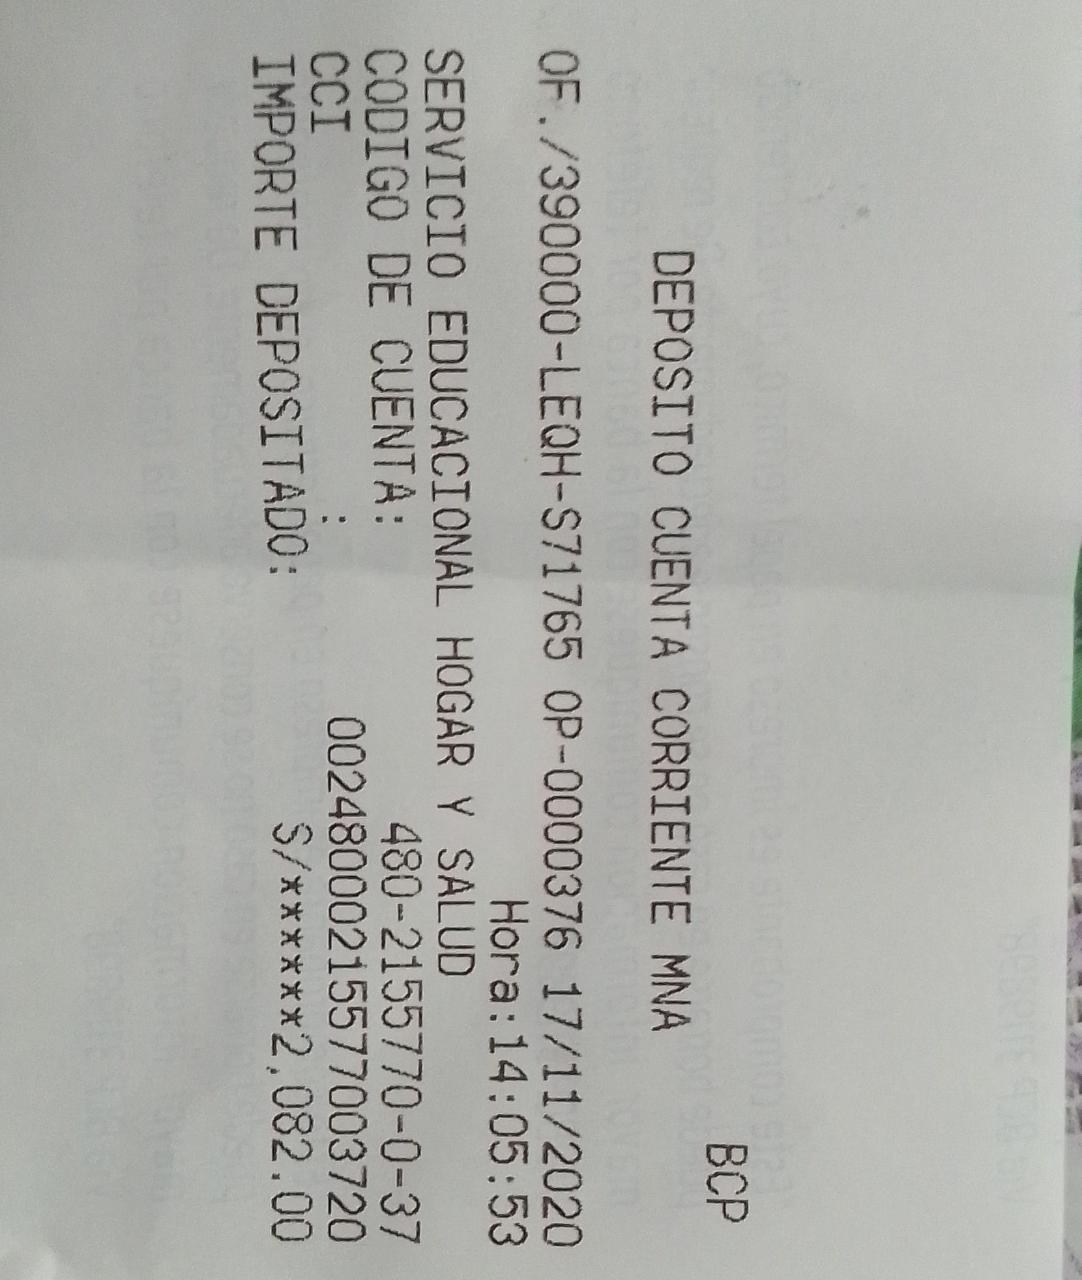 BCP
DEPOSITO CUENTA CORRIENTE MNA
OF./390000-LEQH-S71765 OP-0000376 17/11/2020
Hora:14:05:53
SERVICIO EDUCACIONAL HOGAR Y SALUD
CODIGO DE CUENTA: 480-2155770-0-37
CCI : 00248000215577003720
IMPORTE DEPOSITADO: S/*******2,082.00